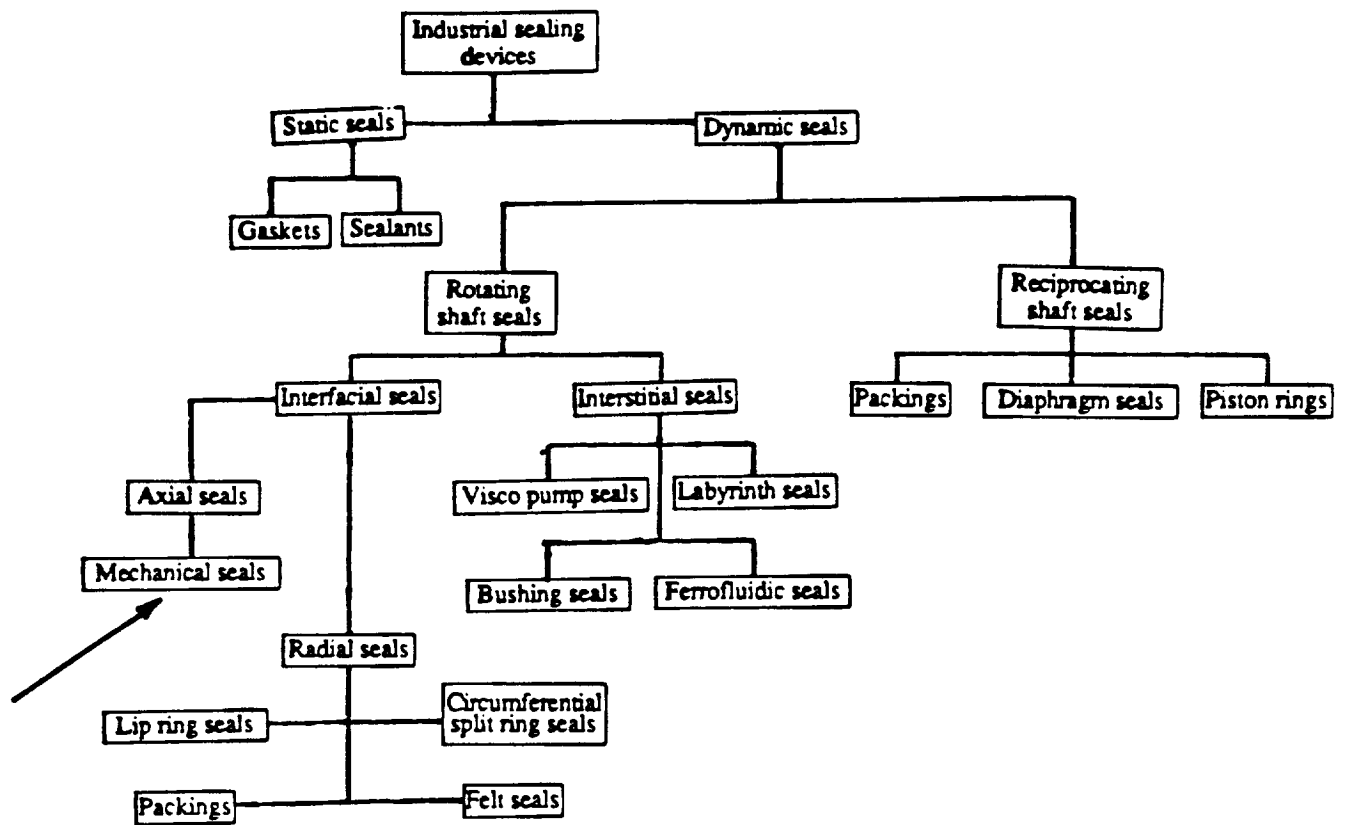 Industrial sealing
devices
Static seals
Dynamic seals
Gaskets
Sealants
Rotating
shaft seals
Reciprocating
shaft seals
Interfacial seals
Interstitial seals
Packings
Diaphragm seals
Piston rings
Axial seals
Visco pump seals
Labyrinth seals
Mechanical seals
Bushing seals
Ferrofluidic seals
Radial seals
Lip ring seals
Circumferential
split ring seals
Packings
Felt seals